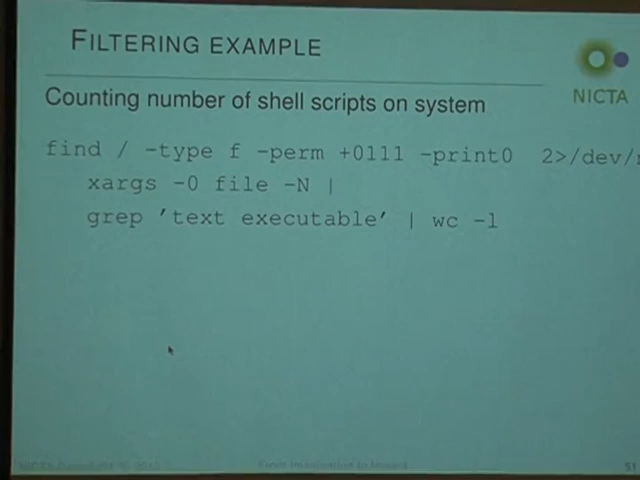 FILTERING EXAMPLE
NICTA
Counting number of shell scripts on system
find / -type f -perm +0111 -print0 2>/dev/
xargs -0 file -N |
grep 'text executable' | wc -l
51